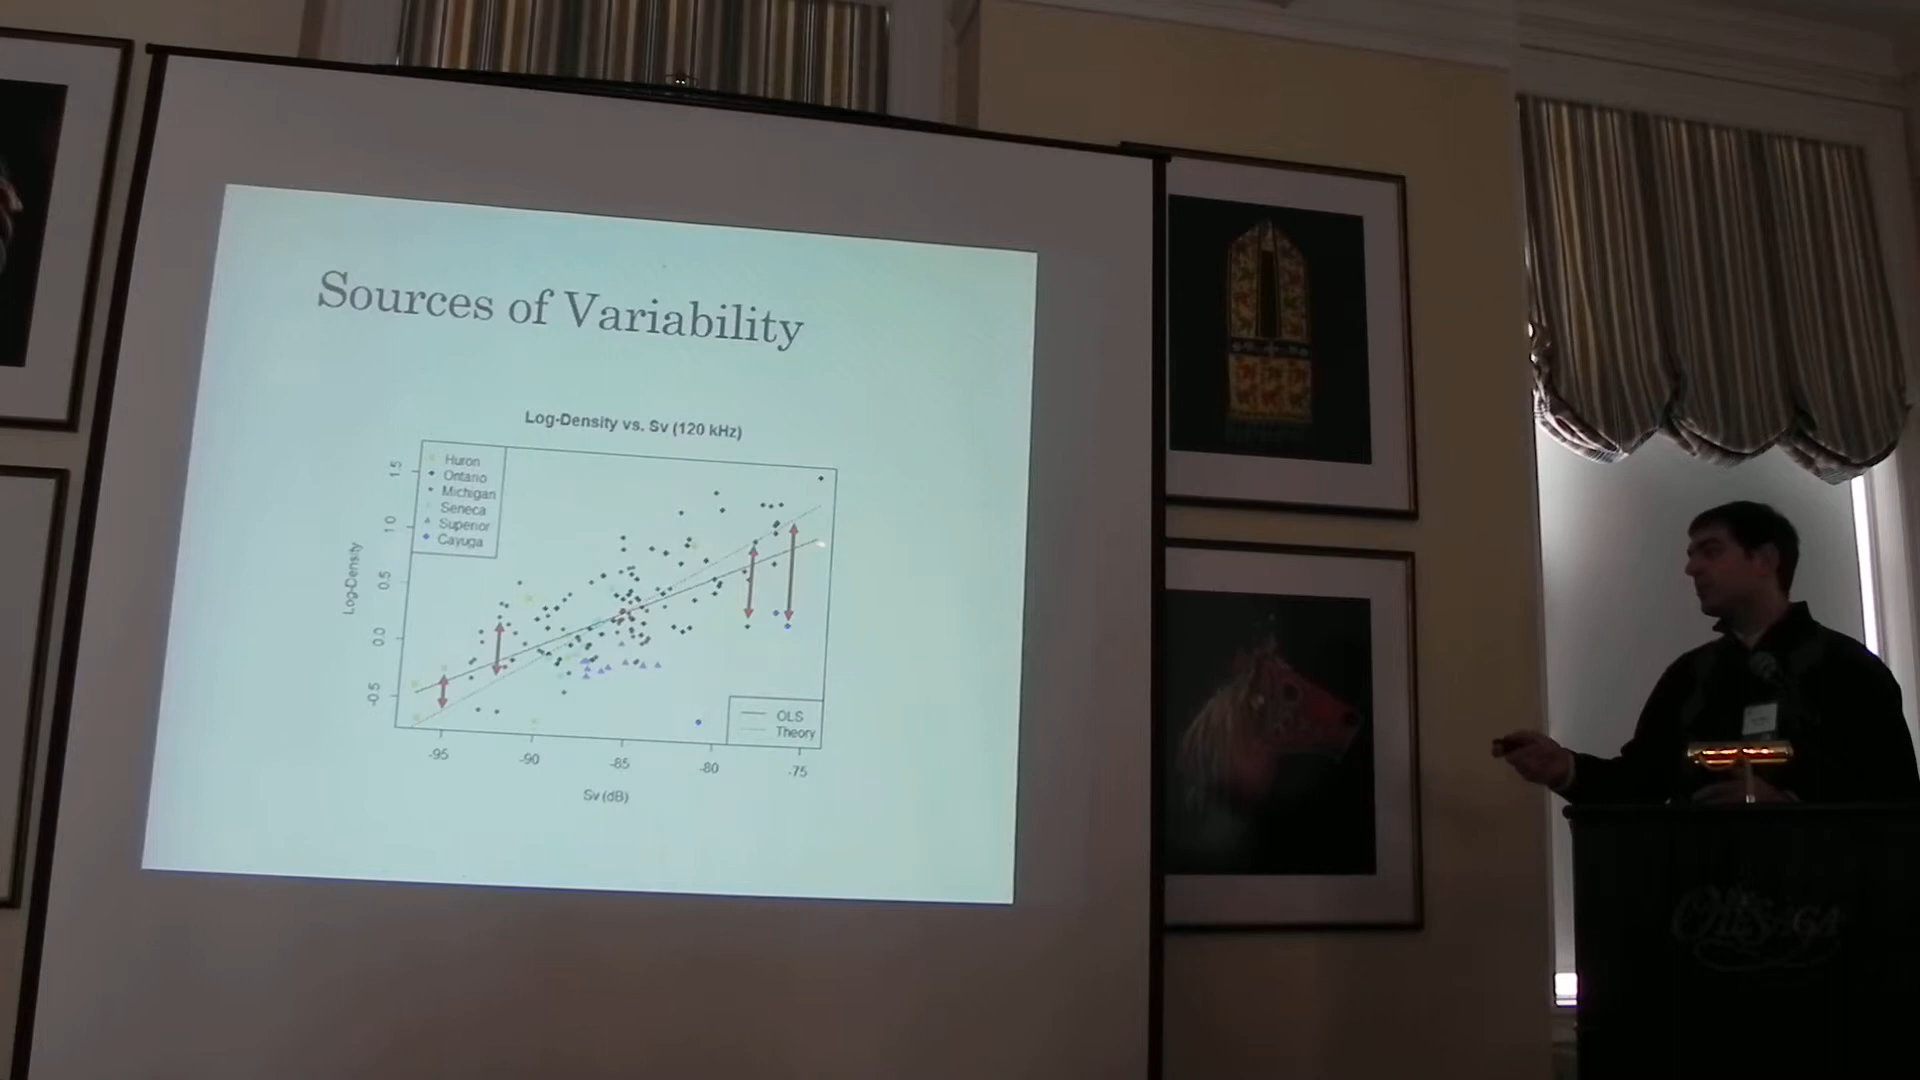 Sources of Variability
Log-Density vs. Sv (120 kHz)
Huron
Ontario
Michigan
Seneca
Superior
Cayuga
Log-Density
1.5
1.0
0.5
0.0
-0.5
OLS
Theory
-95
-90
-85
-80
-75
Sv (dB)
OTESAGA